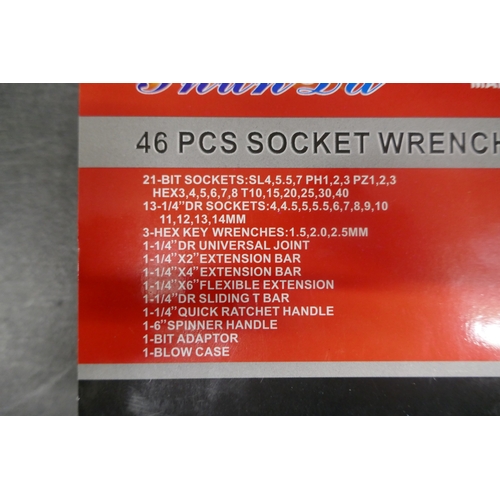 46 PCS SOCKET WRENCH
21-BIT SOCKETS:SL4,5.5,7 PH1,2,3 PZ1,2,3
HEX3,4,5,6,7,8 T10,15,20,25,30,40
13-1/4"DR SOCKETS:4,4.5,5,5.5,6,7,8,9,10
11,12,13,14MM
3-HEX KEY WRENCHES:1.5,2.0,2.5MM
1-1/4"DR UNIVERSAL JOINT
1-1/4"X2"EXTENSION BAR
1-1/4"X4"EXTENSION BAR
1-1/4"X6"FLEXIBLE EXTENSION
1-1/4"DR SLIDING T BAR
1-1/4"QUICK RATCHET HANDLE
1-6"SPINNER HANDLE
1-BIT ADAPTOR
1-BLOW CASE